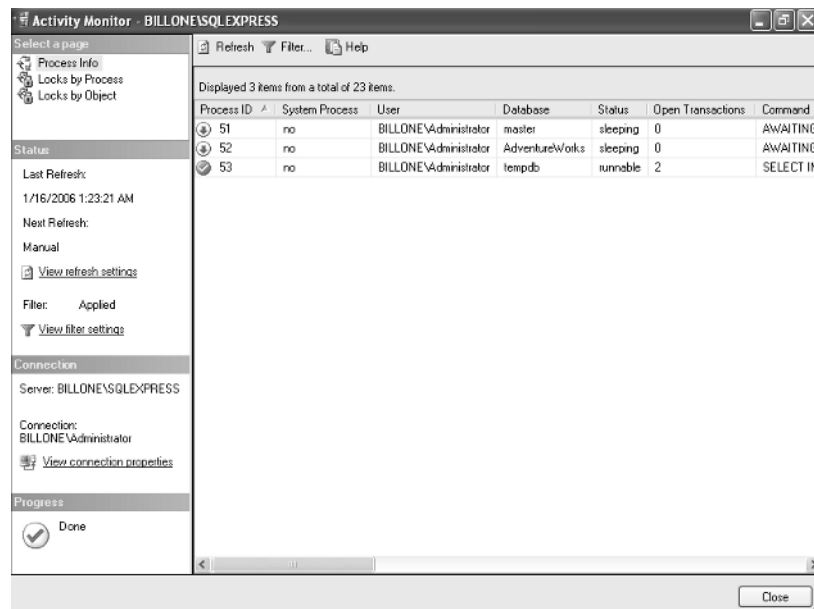 Activity Monitor - BILLONE\SQLEXPRESS
Select a page
Process Info
Locks by Process
Locks by Object
Status
Last Refresh:
1/16/2006 1:23:21 AM
Next Refresh:
Manual
View refresh settings
Filter: Applied
View filter settings
Connection
Server: BILLONE\SQLEXPRESS
Connection:
BILLONE\Administrator
View connection properties
Progress
Done
Refresh Filter... Help
Displayed 3 items from a total of 23 items.
Process ID System Process User Database Status Open Transactions Command
51 no BILLONE\Administrator master sleeping 0 AWAITING
52 no BILLONE\Administrator AdventureWorks sleeping 0 AWAITING
53 no BILLONE\Administrator tempdb runnable 2 SELECT IN
Close